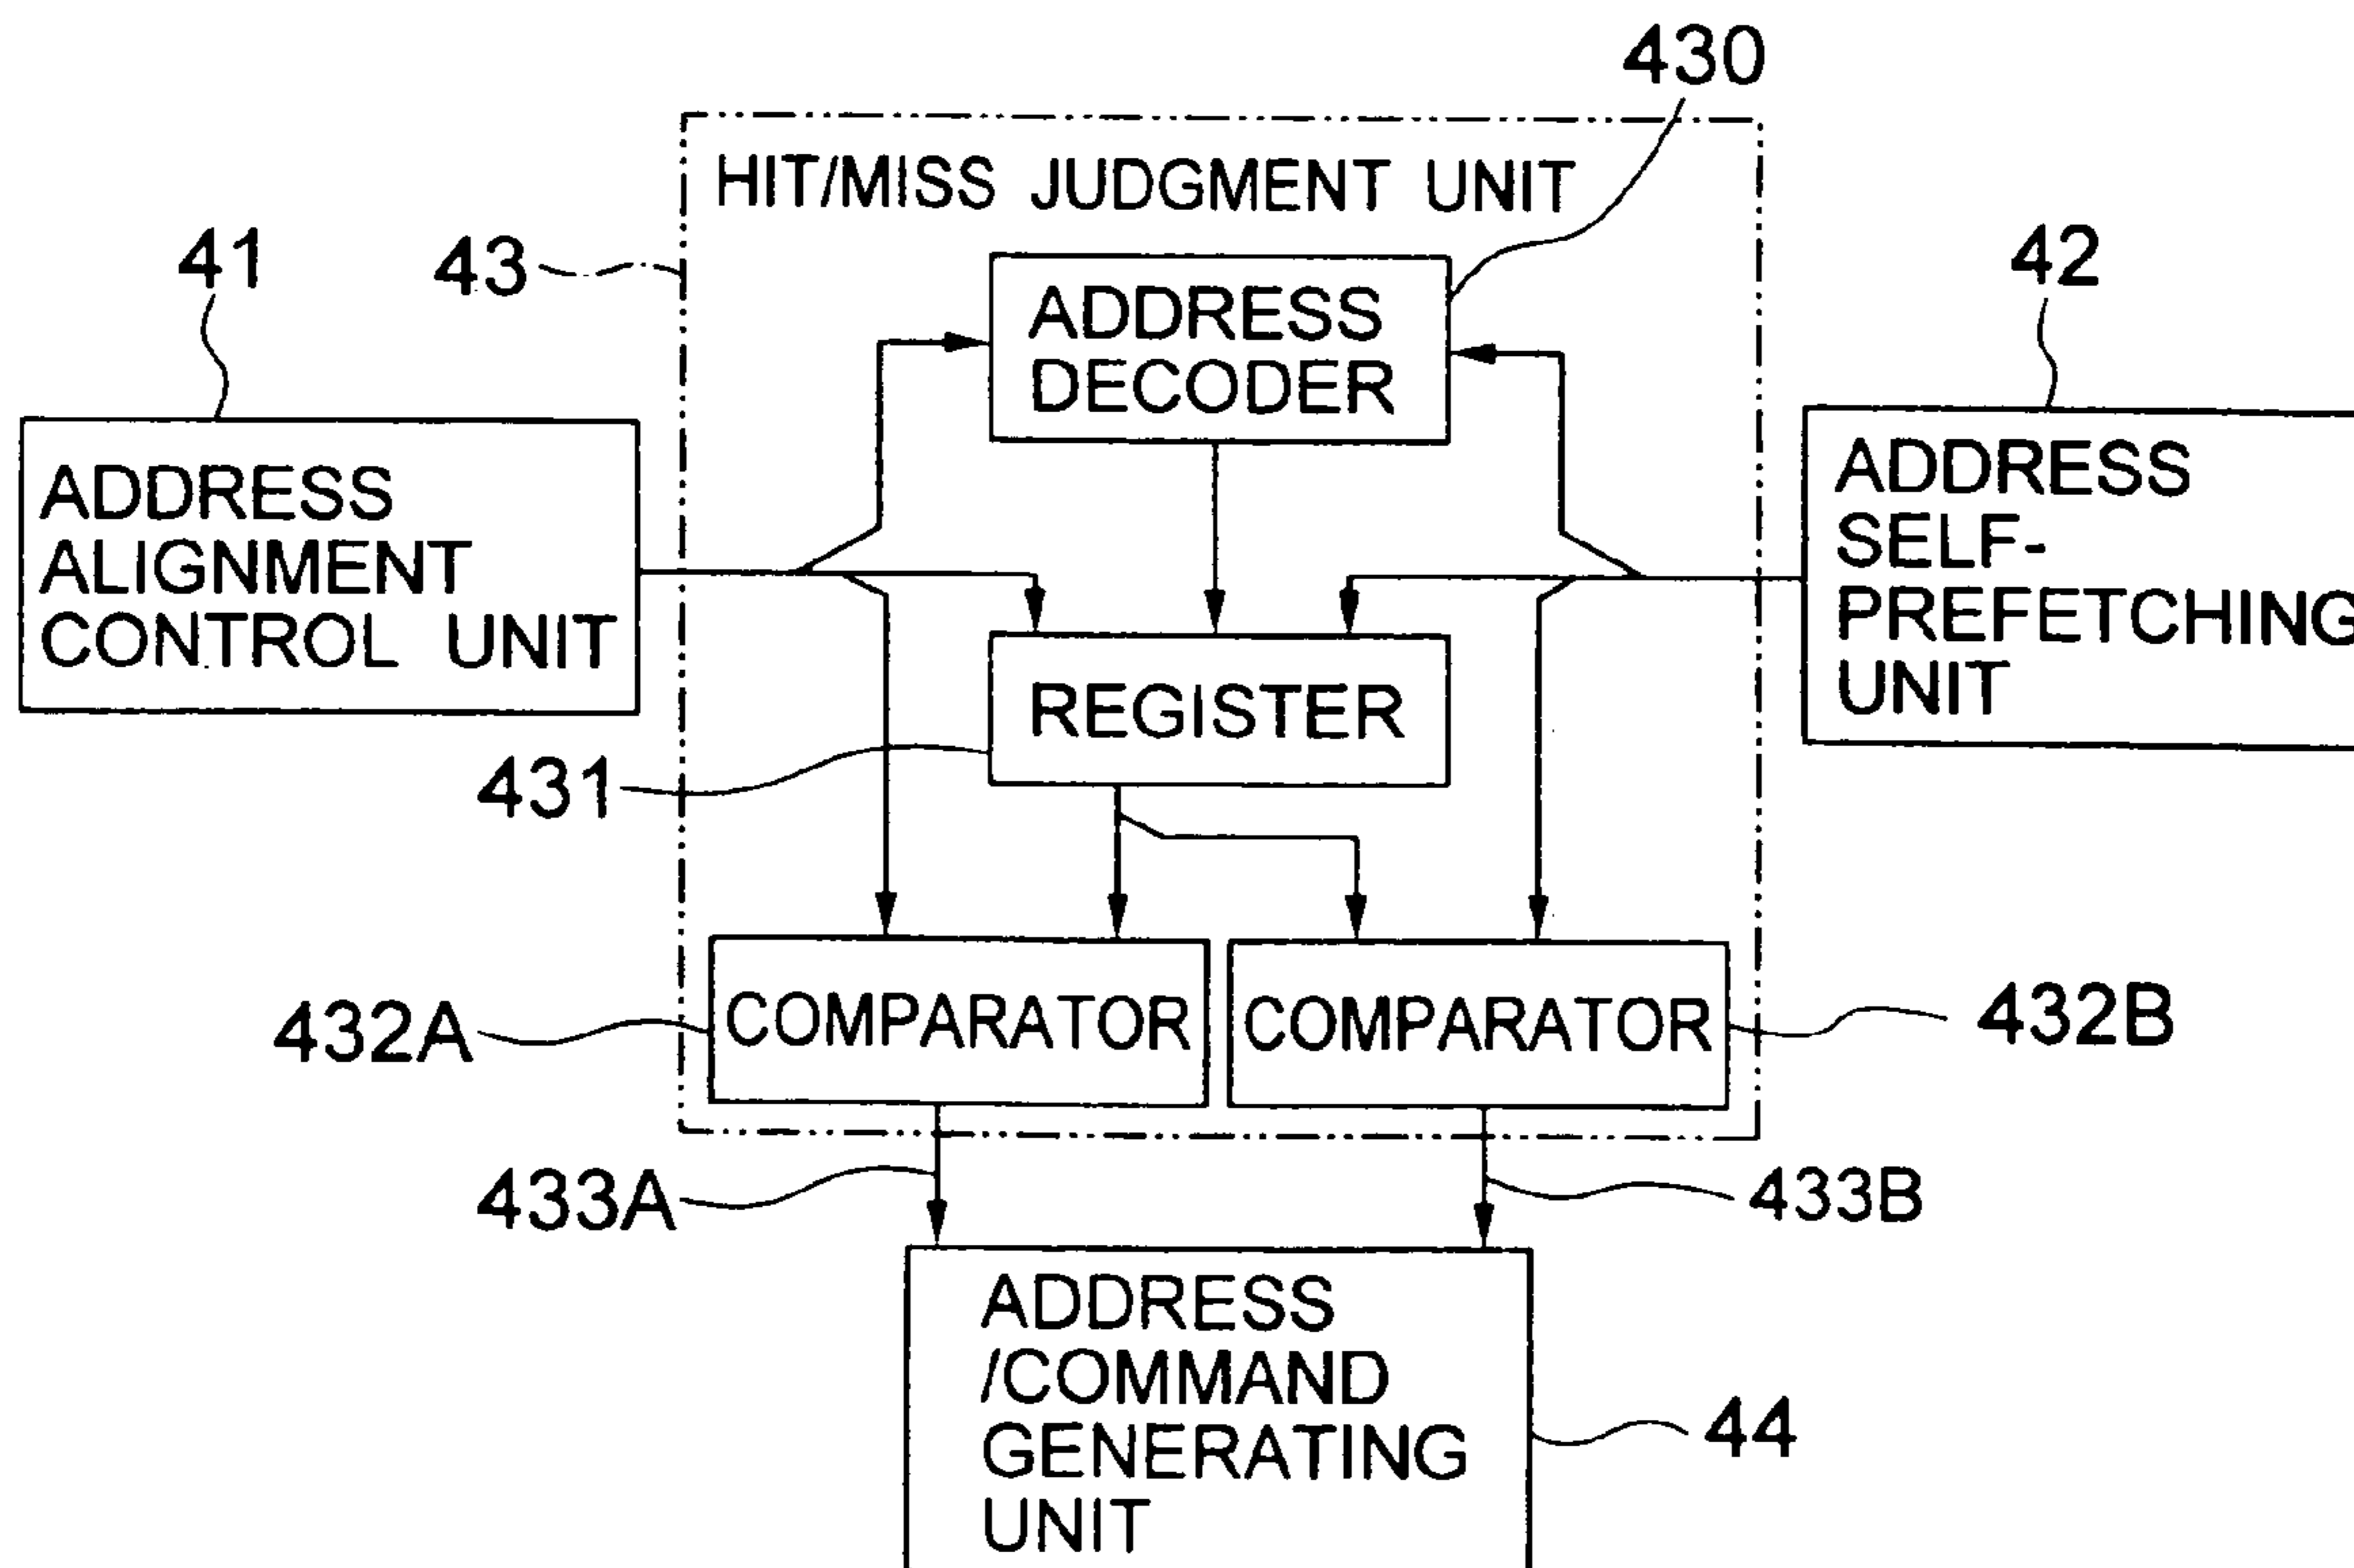 430
HIT/MISS JUDGMENT UNIT
41
43
42
ADDRESS
DECODER
ADDRESS
ALIGNMENT
CONTROL UNIT
ADDRESS
SELF-
PREFETCHING
UNIT
REGISTER
431
432A
COMPARATOR
COMPARATOR
432B
433A
433B
ADDRESS
/COMMAND
GENERATING
UNIT
44